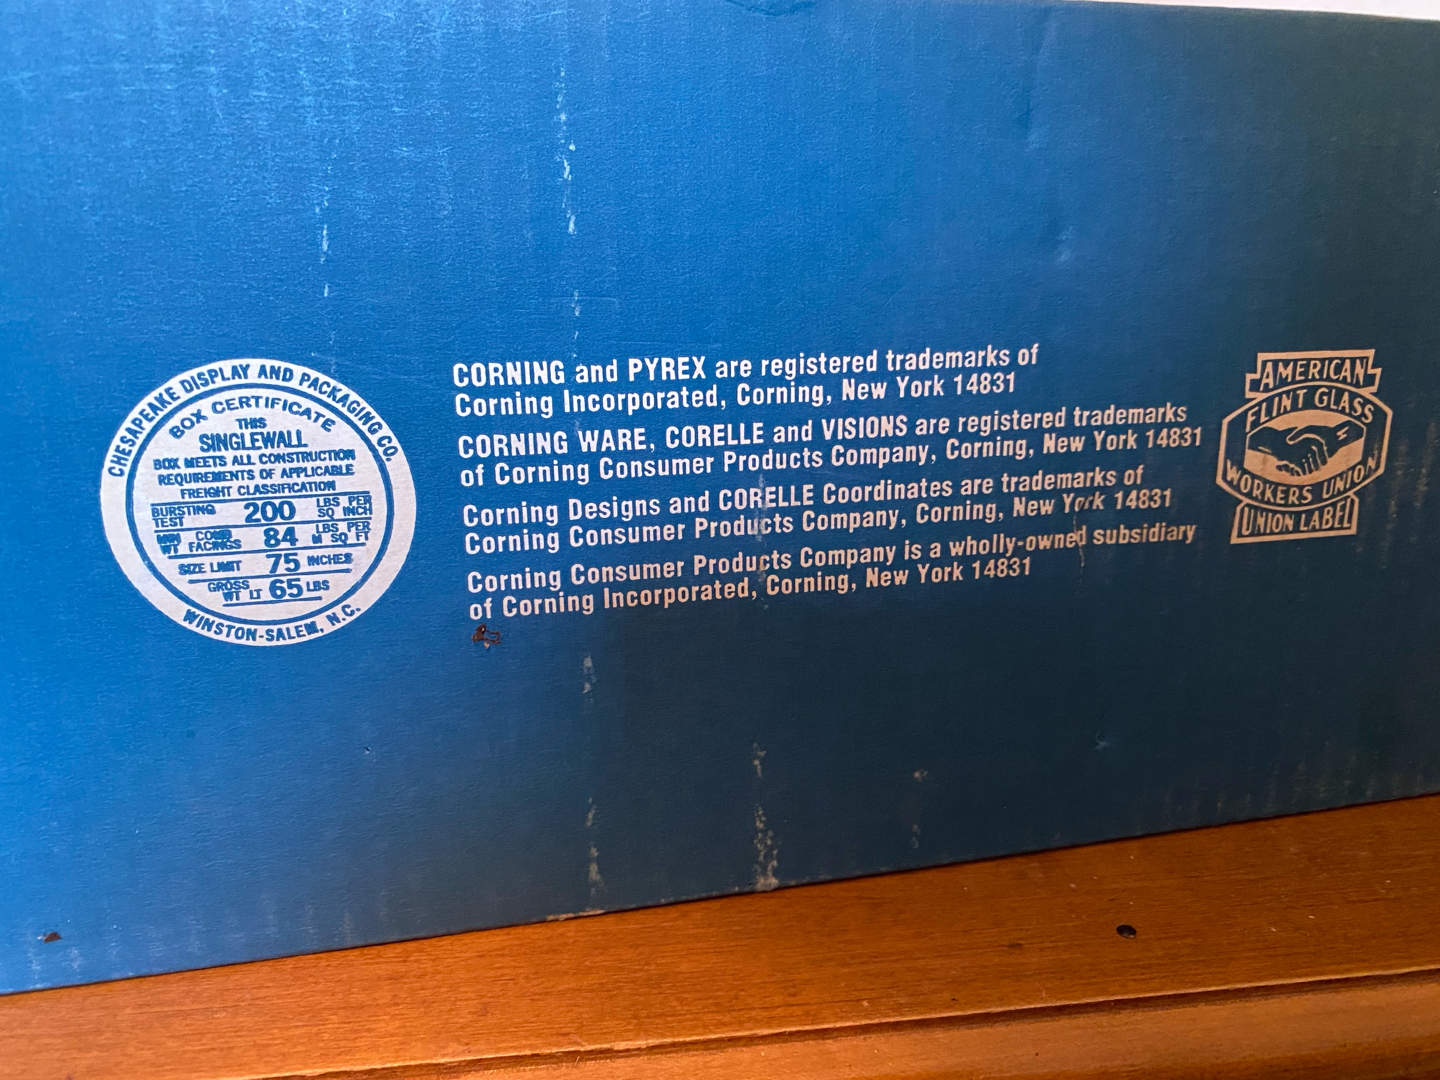 CHESAPEAKE DISPLAY AND PACKAGING CO.
BOX CERTIFICATE
THIS
SINGLEWALL
BOX MEETS ALL CONSTRUCTION
REQUIREMENTS OF APPLICABLE
FREIGHT CLASSIFICATION
BURSTING TEST 200 LBS PER SQ INCH
MIN COMB WT FACINGS 84 LBS PER M SQ FT
SIZE LIMIT 75 INCHES
GROSS WT LT 65 LBS
WINSTON-SALEM, N.C.
CORNING and PYREX are registered trademarks of
Corning Incorporated, Corning, New York 14831
CORNING WARE, CORELLE and VISIONS are registered trademarks
of Corning Consumer Products Company, Corning, New York 14831
Corning Designs and CORELLE Coordinates are trademarks of
Corning Consumer Products Company, Corning, New York 14831
Corning Consumer Products Company is a wholly-owned subsidiary
of Corning Incorporated, Corning, New York 14831
AMERICAN
FLINT GLASS
WORKERS UNION
UNION LABEL